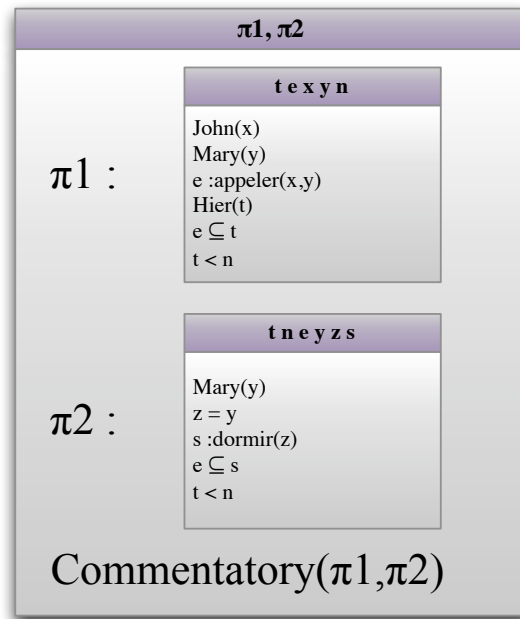 π1, π2
t e x y n
π1 :
John(x)
Mary(y)
e :appeler(x,y)
Hier(t)
e ⊆ t
t < n
t n e y z s
π2 :
Mary(y)
z = y
s :dormir(z)
e ⊆ s
t < n
Commentatory(π1,π2)